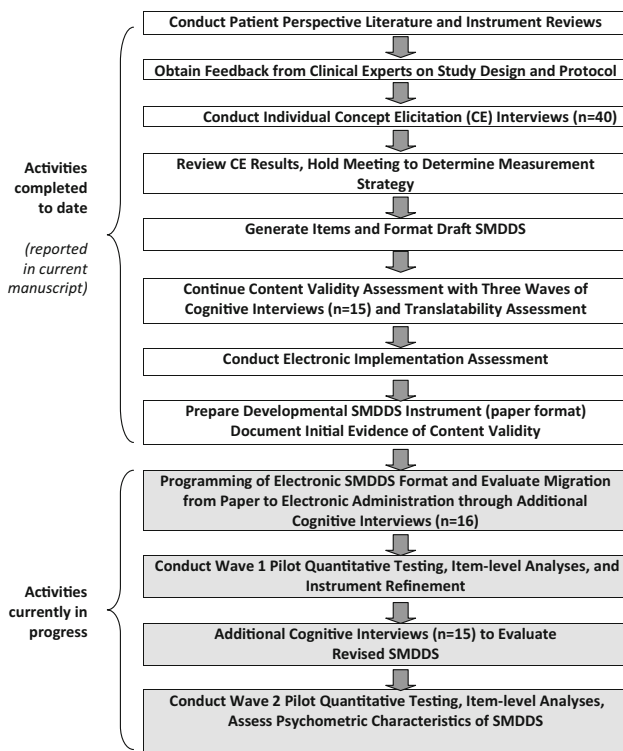 Conduct Patient Perspective Literature and Instrument Reviews
Obtain Feedback from Clinical Experts on Study Design and Protocol
Conduct Individual Concept Elicitation (CE) Interviews (n=40)
Review CE Results, Hold Meeting to Determine Measurement
Strategy
Generate Items and Format Draft SMDDS
Continue Content Validity Assessment with Three Waves of
Cognitive Interviews (n=15) and Translatability Assessment
Conduct Electronic Implementation Assessment
Prepare Developmental SMDDS Instrument (paper format)
Document Initial Evidence of Content Validity
Activities
completed
to date
(reported
in current
manuscript)
Programming of Electronic SMDDS Format and Evaluate Migration
from Paper to Electronic Administration through Additional
Cognitive Interviews (n=16)
Conduct Wave 1 Pilot Quantitative Testing, Item-level Analyses, and
Instrument Refinement
Additional Cognitive Interviews (n=15) to Evaluate
Revised SMDDS
Conduct Wave 2 Pilot Quantitative Testing, Item-level Analyses,
Assess Psychometric Characteristics of SMDDS
Activities
currently in
progress